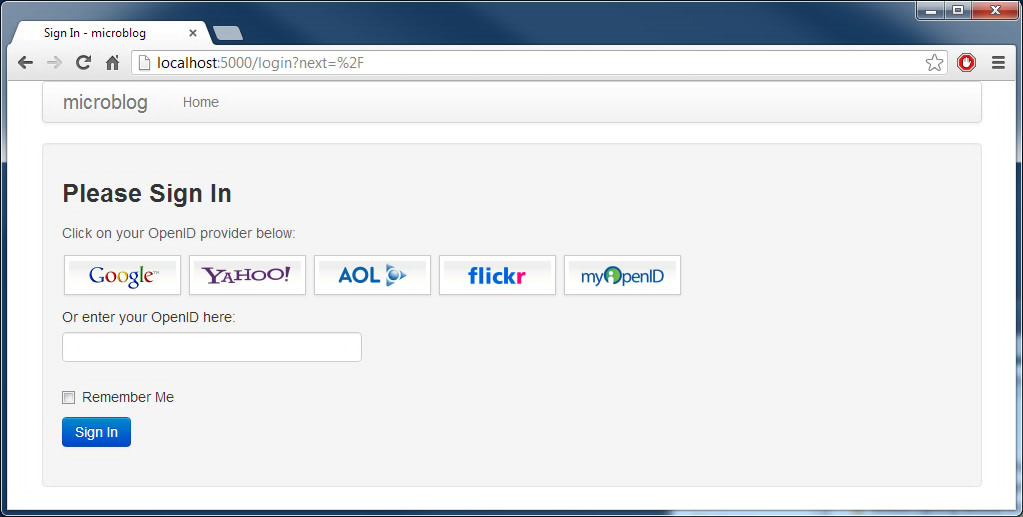 Sign In - microblog
localhost:5000/login?next=%2F
microblog Home
Please Sign In
Click on your OpenID provider below:
Google™ YAHOO! AOL flickr myOpenID
Or enter your OpenID here:
Remember Me
Sign In